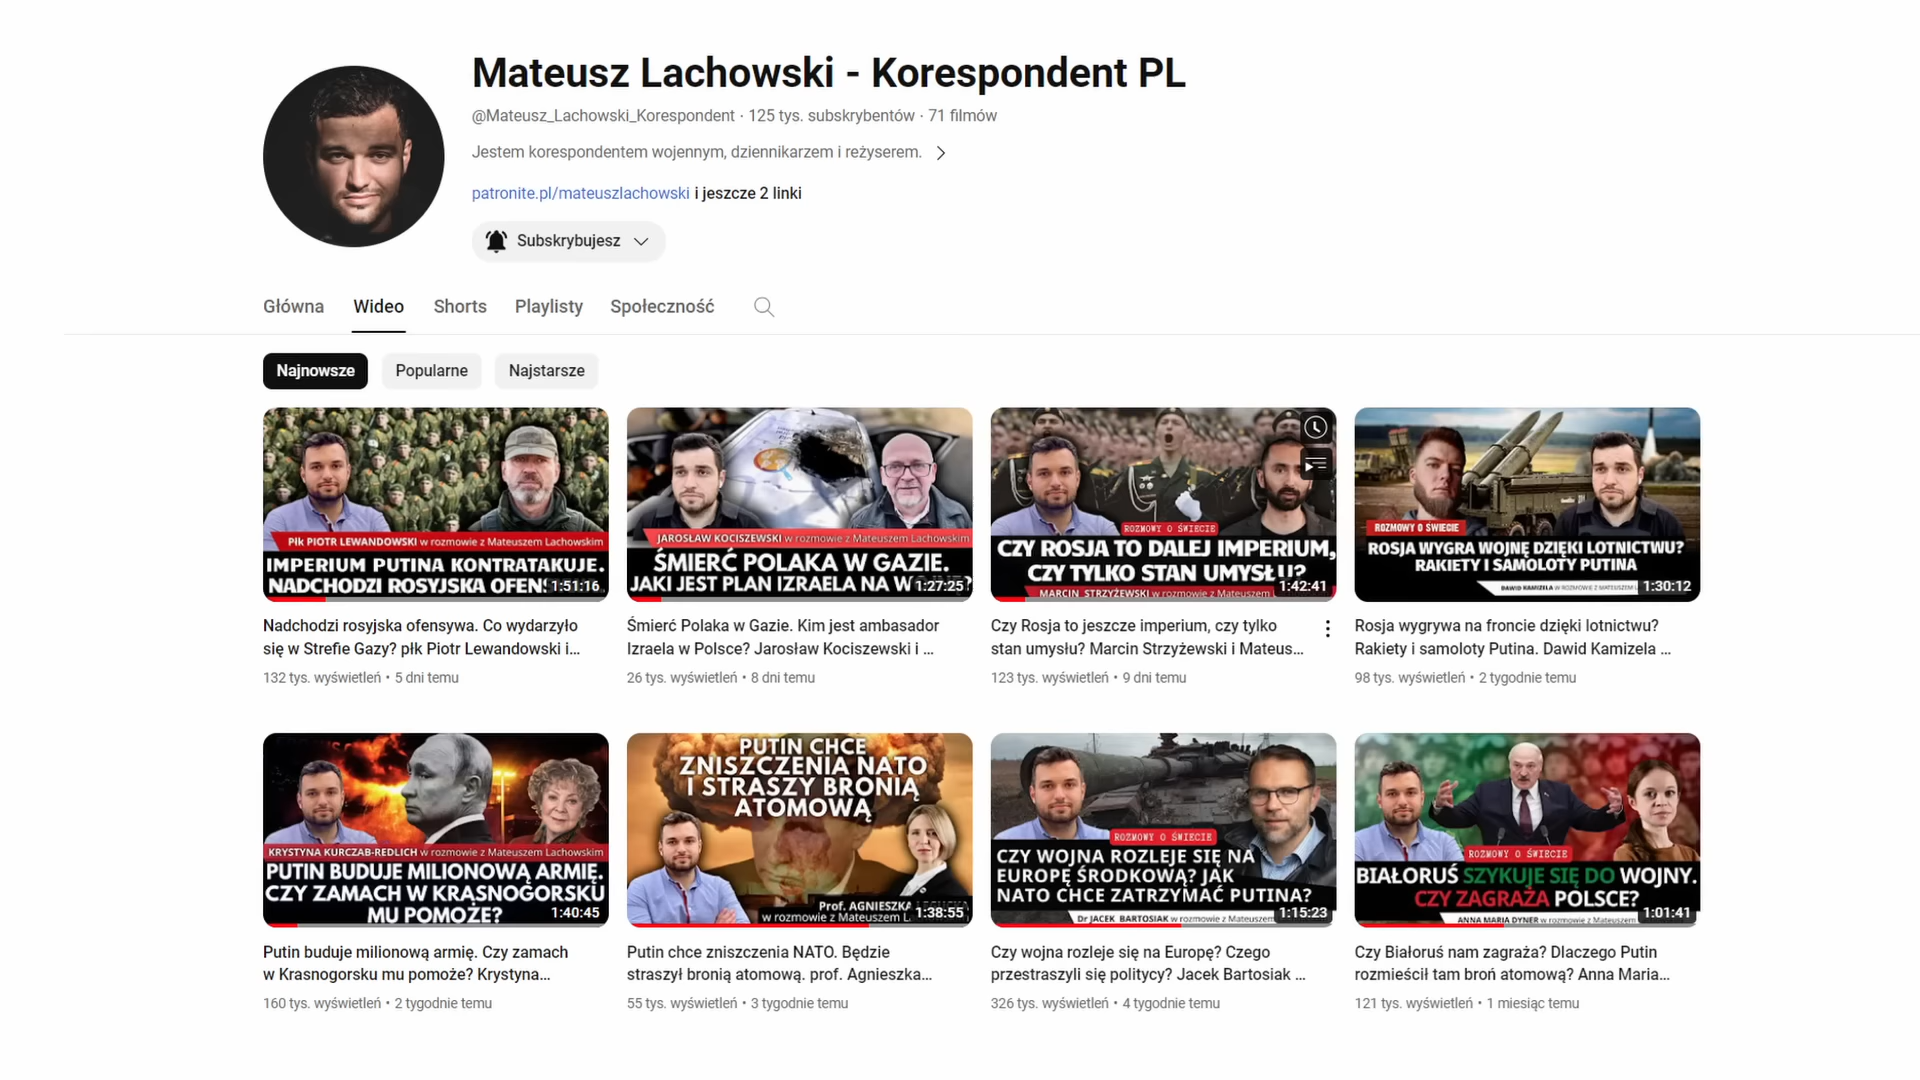 Mateusz Lachowski - Korespondent PL
@Mateusz_Lachowski_Korespondent · 125 tys. subskrybentów · 71 filmów
Jestem korespondentem wojennym, dziennikarzem i reżyserem.
patronite.pl/mateuszlachowski i jeszcze 2 linki
Subskrybujesz
Główna Wideo Shorts Playlisty Społeczność
Najnowsze Popularne Najstarsze
Płk PIOTR LEWANDOWSKI w rozmowie z Mateuszem Lachowskim
IMPERIUM PUTINA KONTRATAKUJE.
NADCHODZI ROSYJSKA OFEN
1:51:16
Nadchodzi rosyjska ofensywa. Co wydarzyło
się w Strefie Gazy? płk Piotr Lewandowski i...
132 tys. wyświetleń • 5 dni temu
JAROSŁAW KOCISZEWSKI w rozmowie z Mateuszem Lachowskim
ŚMIERĆ POLAKA W GAZIE.
JAKI JEST PLAN IZRAELA NA
1:27:25
Śmierć Polaka w Gazie. Kim jest ambasador
Izraela w Polsce? Jarosław Kociszewski i ...
26 tys. wyświetleń • 8 dni temu
ROZMOWY O ŚWIECIE
CZY ROSJA TO DALEJ IMPERIUM,
CZY TYLKO STAN UMYSŁU?
MARCIN STRZYŻEWSKI w rozmowie z Mateuszem
1:42:41
Czy Rosja to jeszcze imperium, czy tylko
stan umysłu? Marcin Strzyżewski i Mateus...
123 tys. wyświetleń • 9 dni temu
ROZMOWY O ŚWIECIE
ROSJA WYGRA WOJNĘ DZIĘKI LOTNICTWU?
RAKIETY I SAMOLOTY PUTINA
DAWID KAMIZELA W ROZMOWIE Z MATEUSZEM
1:30:12
Rosja wygrywa na froncie dzięki lotnictwu?
Rakiety i samoloty Putina. Dawid Kamizela ...
98 tys. wyświetleń • 2 tygodnie temu
KRYSTYNA KURCZAB-REDLICH w rozmowie z Mateuszem Lachowskim
PUTIN BUDUJE MILIONOWĄ ARMIĘ.
CZY ZAMACH W KRASNOGORSKU
MU POMOŻE?
1:40:45
Putin buduje milionową armię. Czy zamach
w Krasnogorsku mu pomoże? Krystyna...
160 tys. wyświetleń • 2 tygodnie temu
PUTIN CHCE
ZNISZCZENIA NATO
I STRASZY BRONIĄ
ATOMOWĄ
Prof. AGNIESZKA
w rozmowie z Mateuszem
1:38:55
Putin chce zniszczenia NATO. Będzie
straszył bronią atomową. prof. Agnieszka...
55 tys. wyświetleń • 3 tygodnie temu
ROZMOWY O ŚWIECIE
CZY WOJNA ROZLEJE SIĘ NA
EUROPĘ ŚRODKOWĄ? JAK
NATO CHCE ZATRZYMAĆ PUTINA?
Dr JACEK BARTOSIAK w rozmowie z Mateuszem
1:15:23
Czy wojna rozleje się na Europę? Czego
przestraszyli się politycy? Jacek Bartosiak ...
326 tys. wyświetleń • 4 tygodnie temu
ROZMOWY O ŚWIECIE
BIAŁORUŚ SZYKUJE SIĘ DO WOJNY.
CZY ZAGRAŻA POLSCE?
ANNA MARIA DYNER w rozmowie z Mateuszem
1:01:41
Czy Białoruś nam zagraża? Dlaczego Putin
rozmieścił tam broń atomową? Anna Maria...
121 tys. wyświetleń • 1 miesiąc temu